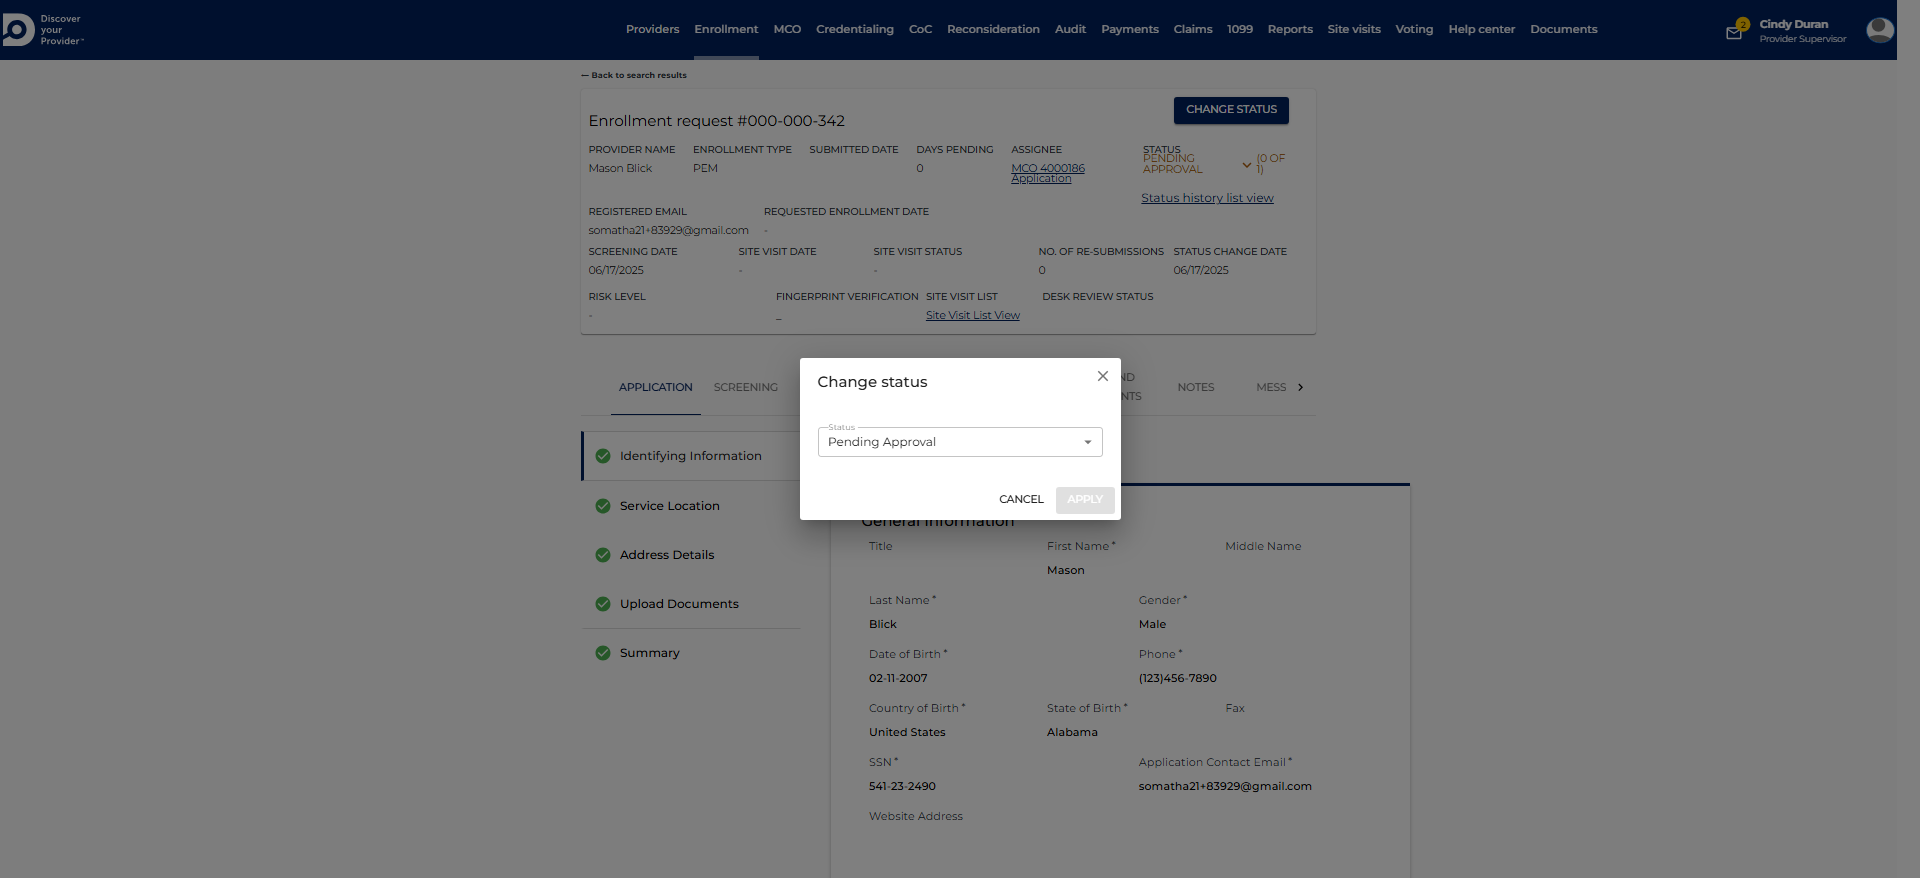 Discover
your
Provider™
Providers Enrollment MCO Credentialing CoC Reconsideration Audit Payments Claims 1099 Reports Site visits Voting Help center Documents
2
Cindy Duran
Provider Supervisor
← Back to search results
Enrollment request #000-000-342
CHANGE STATUS
PROVIDER NAME ENROLLMENT TYPE SUBMITTED DATE DAYS PENDING ASSIGNEE STATUS
Mason Blick PEM 0 MCO 4000186
Application
PENDING
APPROVAL
(0 OF
1)
Status history list view
REGISTERED EMAIL REQUESTED ENROLLMENT DATE
somatha21+83929@gmail.com -
SCREENING DATE SITE VISIT DATE SITE VISIT STATUS NO. OF RE-SUBMISSIONS STATUS CHANGE DATE
06/17/2025 - - 0 06/17/2025
RISK LEVEL FINGERPRINT VERIFICATION SITE VISIT LIST DESK REVIEW STATUS
- _ Site Visit List View
APPLICATION SCREENING ND
NTS
NOTES MESS
Change status
Status
Pending Approval
CANCEL APPLY
Identifying Information
Service Location
Address Details
Upload Documents
Summary
General Information
Title First Name * Middle Name
Mason
Last Name * Gender *
Blick Male
Date of Birth * Phone *
02-11-2007 (123)456-7890
Country of Birth * State of Birth * Fax
United States Alabama
SSN * Application Contact Email *
541-23-2490 somatha21+83929@gmail.com
Website Address